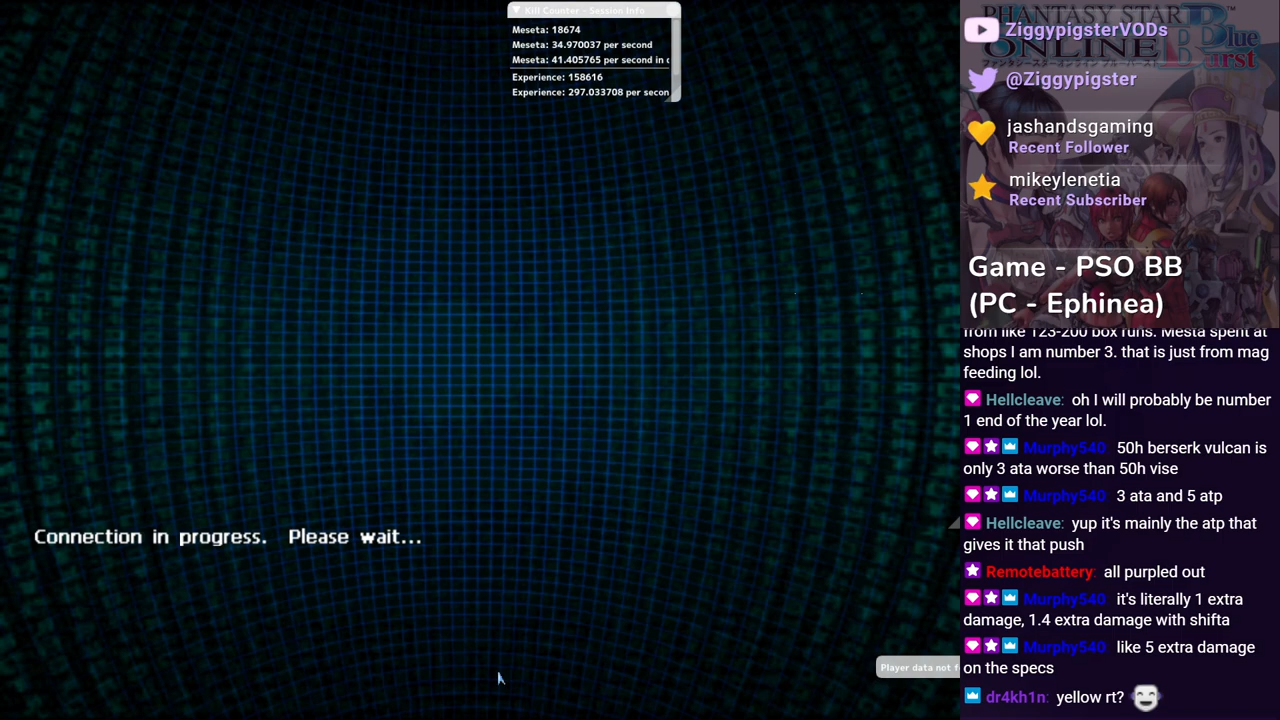 Kill Counter - Session Info
Meseta: 18674
Meseta: 34.970037 per second
Meseta: 41.405765 per second in
Experience: 158616
Experience: 297.033708 per secon
Connection in progress. Please wait...
Player data not f
PHANTASY STAR
ONLINE Blue
Burst
ZiggypigsterVODs
@Ziggypigster
jashandsgaming
Recent Follower
mikeylenetia
Recent Subscriber
Game - PSO BB
(PC - Ephinea)
from like 123-200 box runs. Mesta spent at
shops I am number 3. that is just from mag
feeding lol.
Hellcleave: oh I will probably be number
1 end of the year lol.
Murphy540 50h berserk vulcan is
only 3 ata worse than 50h vise
Murphy540 3 ata and 5 atp
Hellcleave: yup it's mainly the atp that
gives it that push
Remotebattery: all purpled out
Murphy540 it's literally 1 extra
damage, 1.4 extra damage with shifta
Murphy540 like 5 extra damage
on the specs
dr4kh1n: yellow rt?